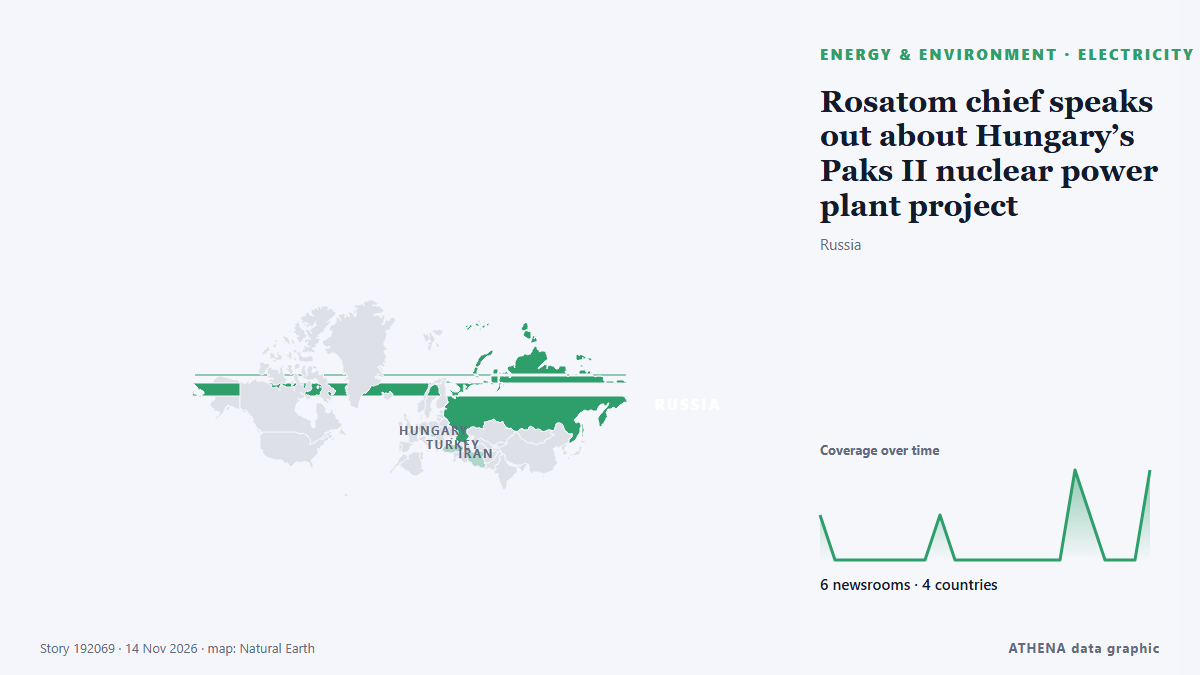 ENERGY & ENVIRONMENT · ELECTRICITY
Rosatom chief speaks
out about Hungary’s
Paks II nuclear power
plant project
Russia
RUSSIA
HUNGARY
TURKEY
IRAN
Coverage over time
6 newsrooms · 4 countries
Story 192069 · 14 Nov 2026 · map: Natural Earth
ATHENA data graphic